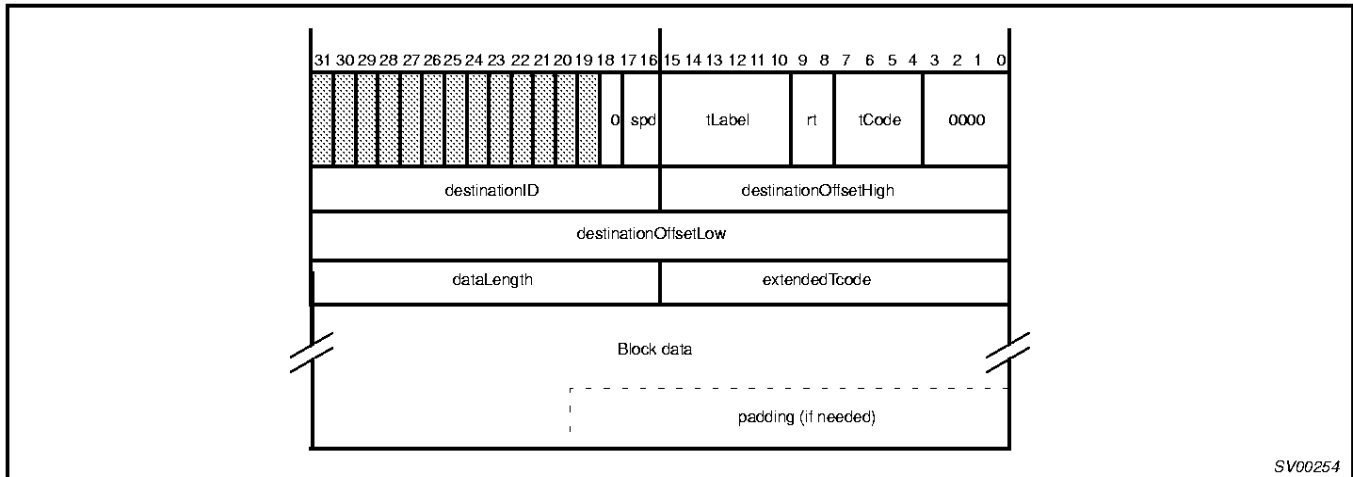 31 30 29 28 27 26 25 24 23 22 21 20 19 18 17 16 15 14 13 12 11 10 9 8 7 6 5 4 3 2 1 0
0 spd tLabel rt tCode 0000
destinationID destinationOffsetHigh
destinationOffsetLow
dataLength extendedTcode
Block data
padding (if needed)
SV00254